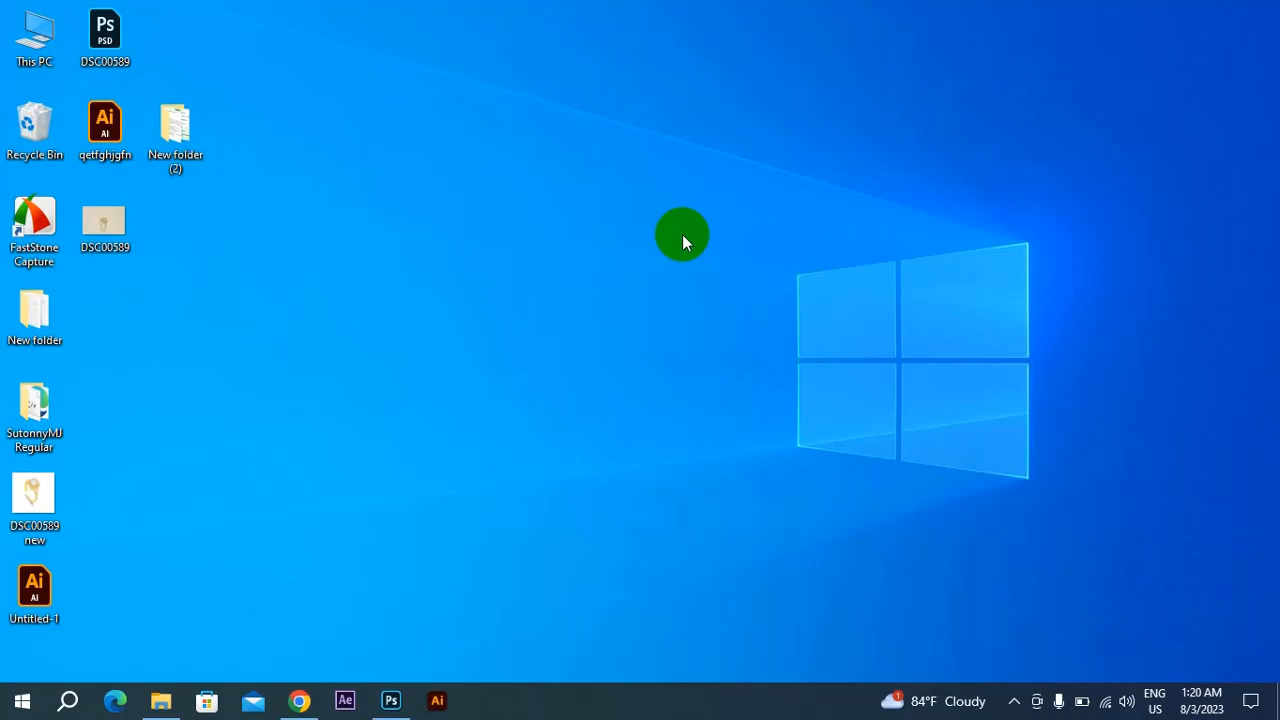 Ps
PSD
This PC
DSC00589
Ai
AI
Recycle Bin
qetfghjgfn
New folder
(2)
FastStone
Capture
DSC00589
New folder
SutonnyMJ
Regular
DSC00589
new
Ai
AI
Untitled-1
Ae
Ps
Ai
1
84°F Cloudy
ENG
US
1:20 AM
8/3/2023